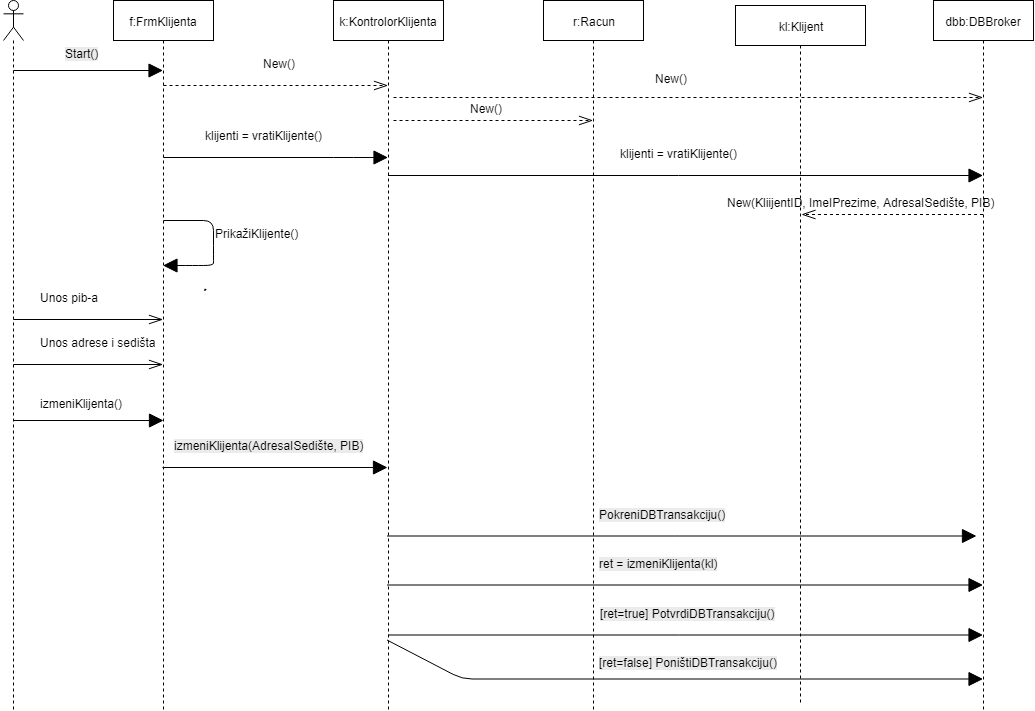 f:FrmKlijenta
k:KontrolorKlijenta
r:Racun
kl:Klijent
dbb:DBBroker
Start()
New()
New()
New()
klijenti = vratiKlijente()
klijenti = vratiKlijente()
New(KliijentID, ImeIPrezime, AdresaISedište, PIB)
PrikažiKlijente()
Unos pib-a
Unos adrese i sedišta
izmeniKlijenta()
izmeniKlijenta(AdresaISedište, PIB)
PokreniDBTransakciju()
ret = izmeniKlijenta(kl)
[ret=true] PotvrdiDBTransakciju()
[ret=false] PoništiDBTransakciju()